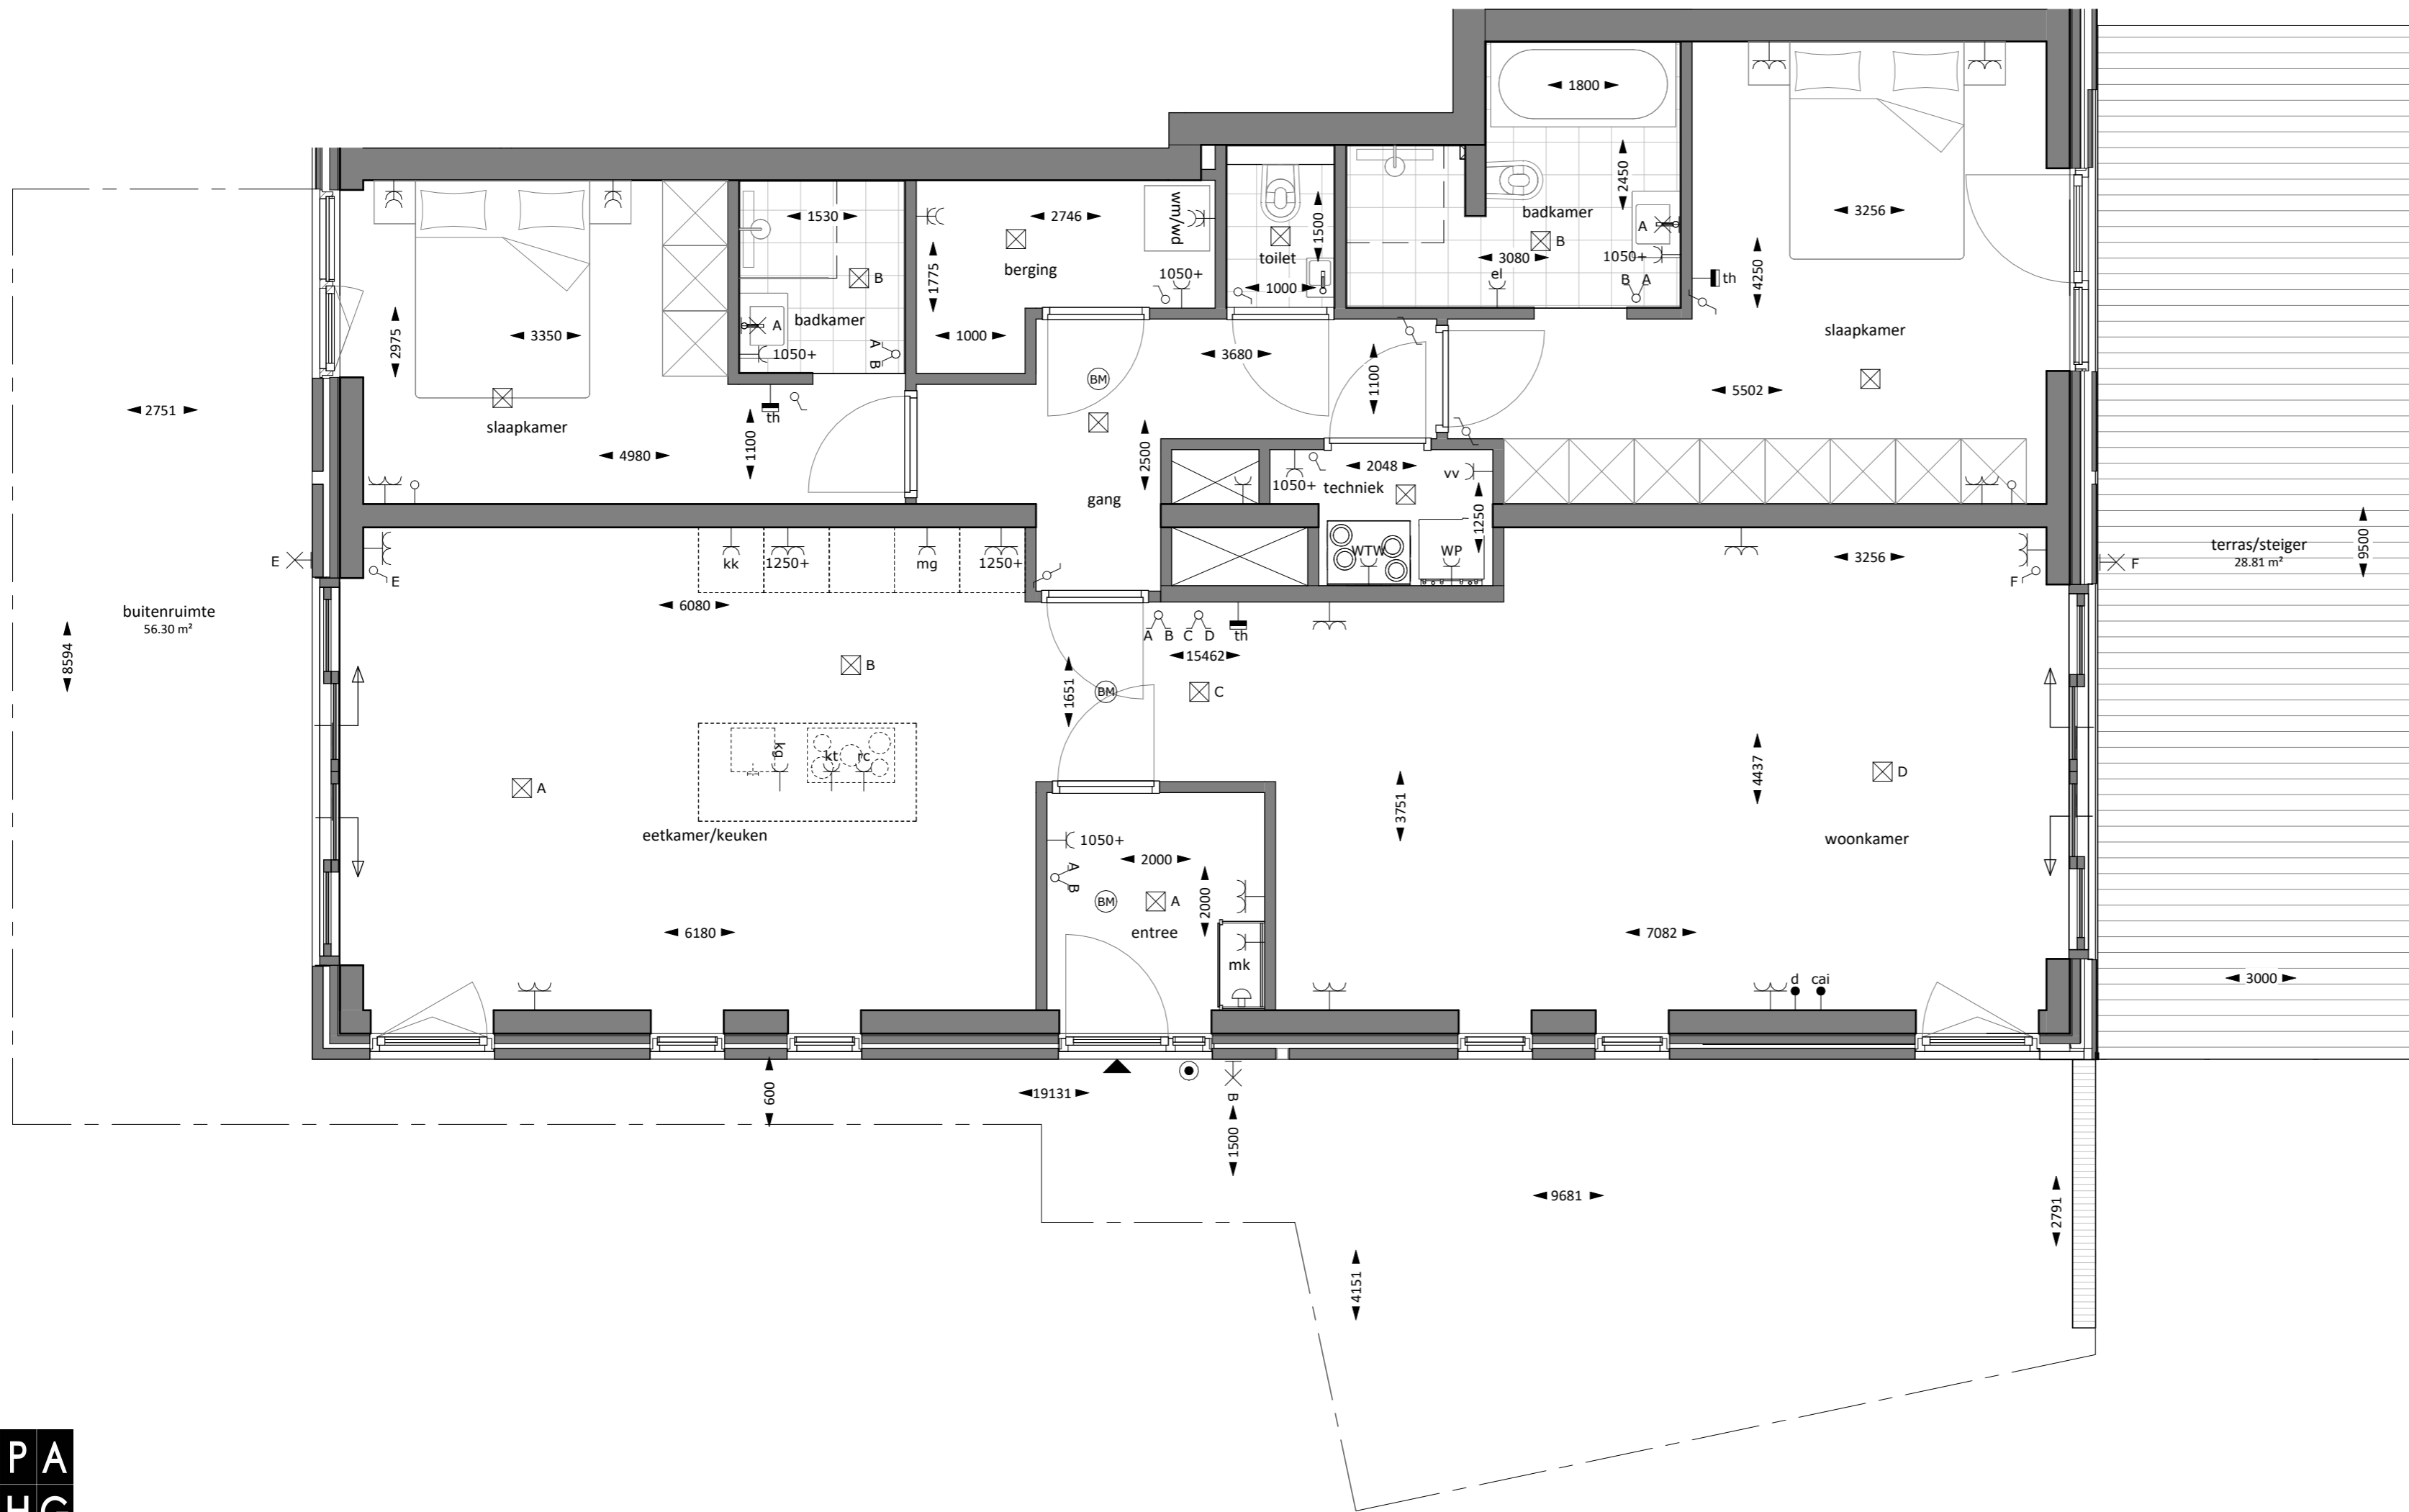 1800
2450
badkamer
A
B
3080
1050+
el
B A
3256
4250
th
slaapkamer
5502
1530
B
badkamer
A
1050+
A B
2746
1775
berging
wm/wd
1050+
1000
toilet
1500
1000
3350
2975
slaapkamer
4980
1100
th
2751
3680
1100
BM
2500
gang
2048
1050+
techniek
vv
1250
WTW
WP
E
E
buitenruimte
56.30 m²
8594
kk
1250+
mg
1250+
6080
A B C D th
15462
1651
BM
C
B
3256
F
F
terras/steiger
28.81 m²
9500
kg
kt
rc
A
eetkamer/keuken
6180
1050+
A B
2000
2000
BM
A
entree
mk
3751
4437
D
woonkamer
7082
d cai
3000
600
19131
B
1500
9681
2791
4151
P A
H G